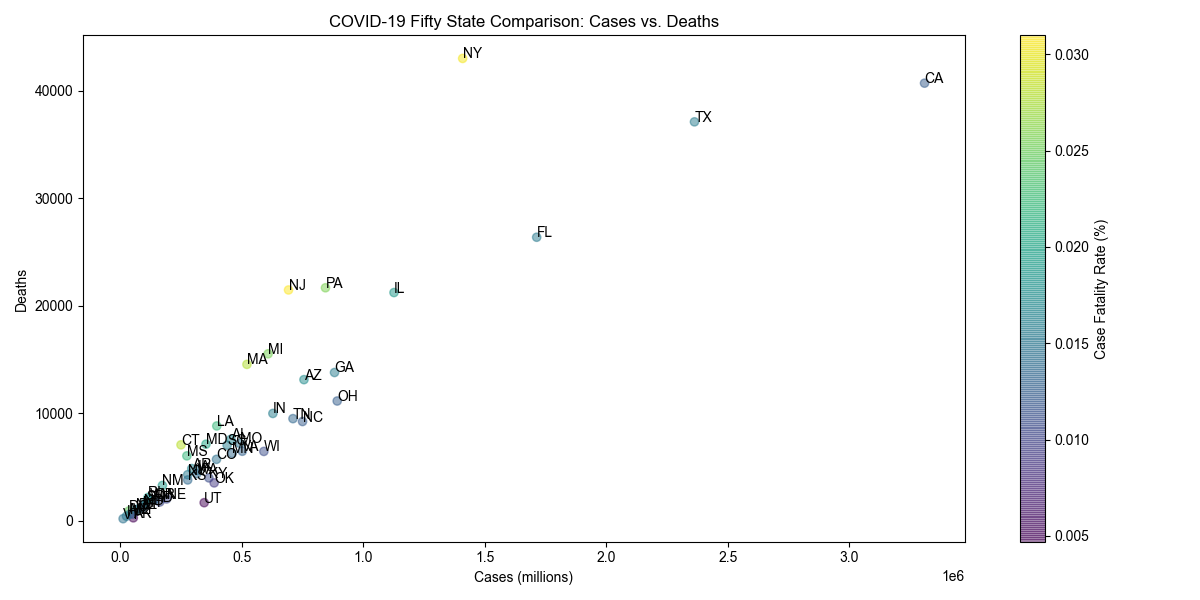 COVID-19 Fifty State Comparison: Cases vs. Deaths
NY
CA
TX
FL
NJ
PA
IL
MI
MA
AZ
GA
OH
IN
TN
NC
LA
CT
MD
MO
WI
MS
CO
KY
OK
NM
NE
UT
40000
30000
20000
10000
0
Deaths
0.0 0.5 1.0 1.5 2.0 2.5 3.0
1e6
Cases (millions)
0.030
0.025
0.020
0.015
0.010
0.005
Case Fatality Rate (%)